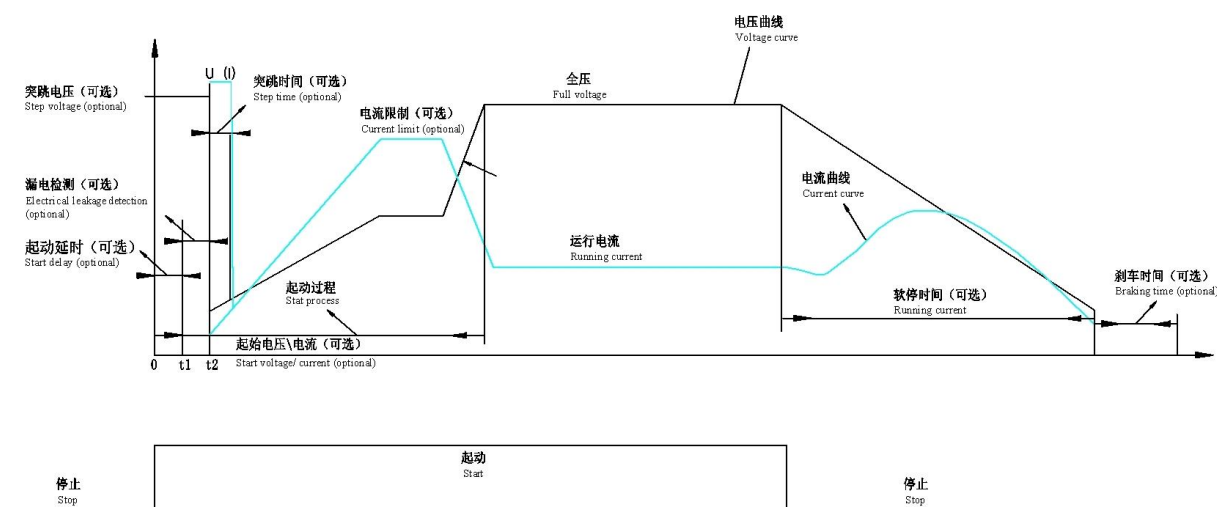 电压曲线
Voltage curve
U (I)
突跳电压（可选）
Step voltage (optional)
突跳时间（可选）
Step time (optional)
全压
Full voltage
电流限制（可选）
Current limit (optional)
漏电检测（可选）
Electrical leakage detection
(optional)
电流曲线
Current curve
起动延时（可选）
Start delay (optional)
运行电流
Running current
起动过程
Stat process
软停时间（可选）
Running current
刹车时间（可选）
Braking time (optional)
起始电压\电流（可选）
Start voltage/ current (optional)
0 t1 t2
起动
Start
停止
Stop
停止
Stop